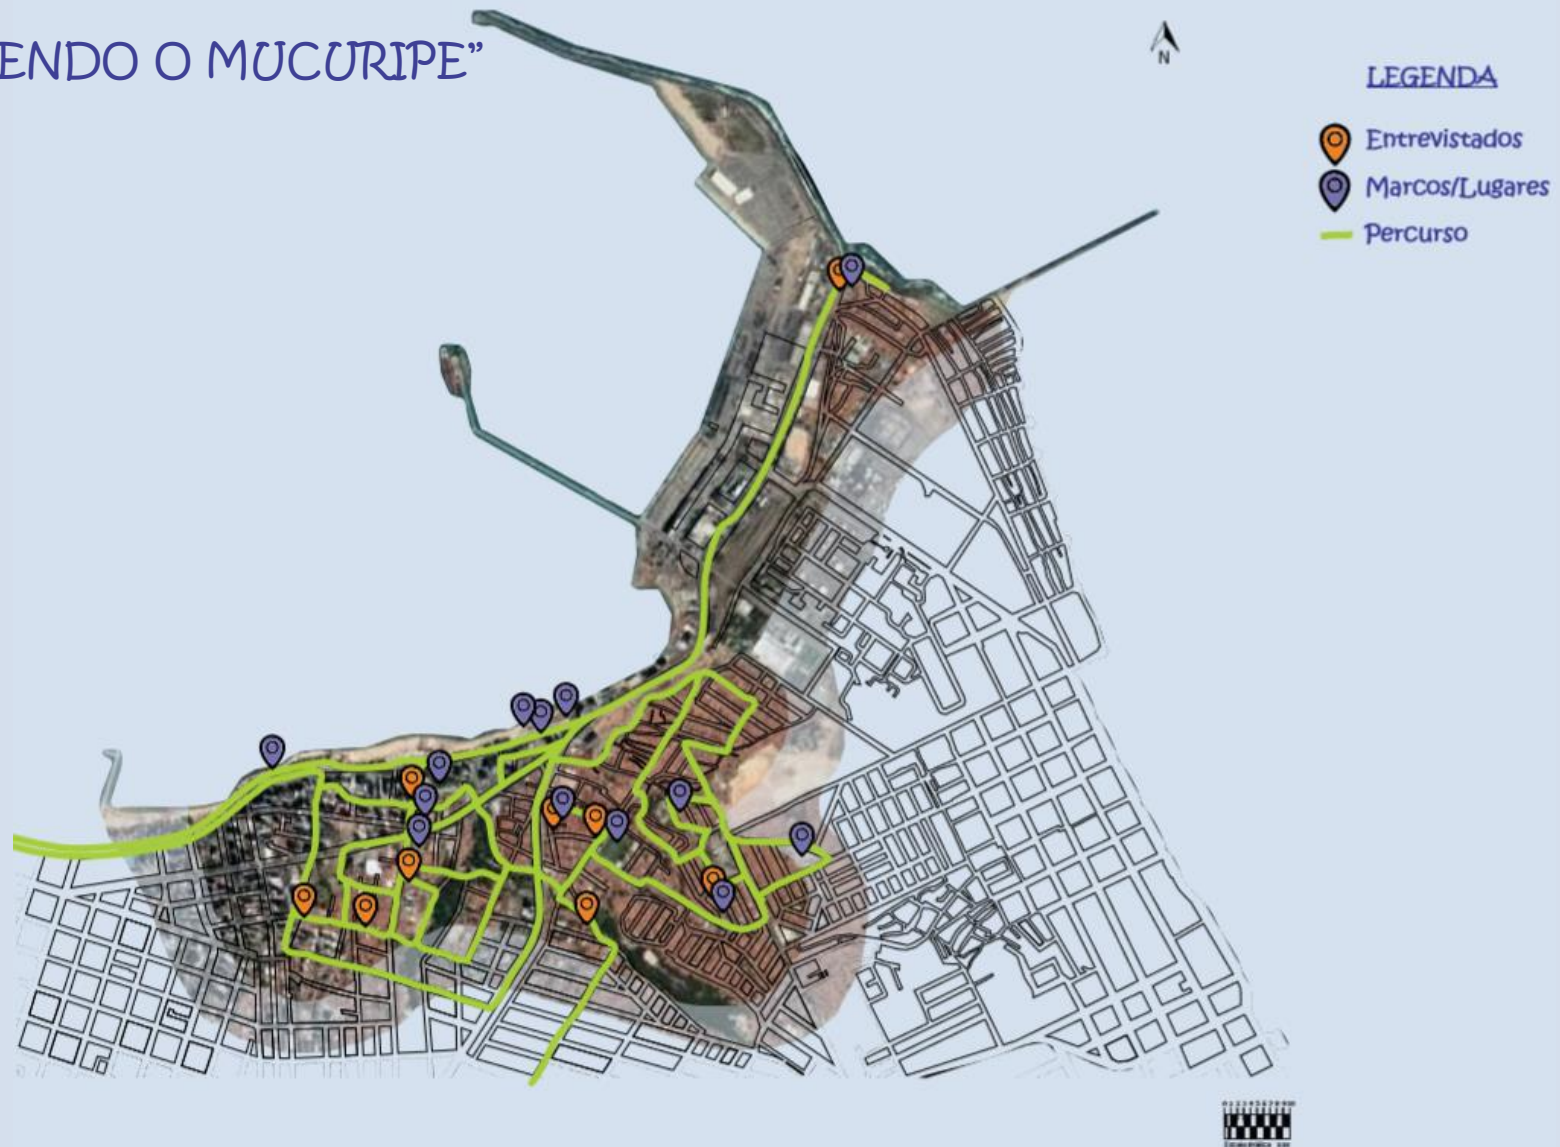 ENDO O MUCURIPE”
N
LEGENDA
Entrevistados
Marcos/Lugares
Percurso